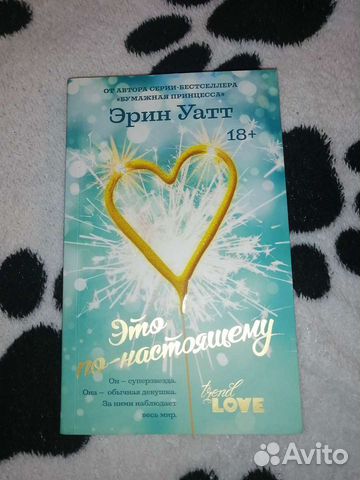 ОТ АВТОРА СЕРИИ-БЕСТСЕЛЛЕРА
«БУМАЖНАЯ ПРИНЦЕССА»
Эрин Уатт
18+
Это
по-настоящему
Он – суперзвезда.
Она – обычная девушка.
За ними наблюдает
весь мир.
trend
LOVE
Avito